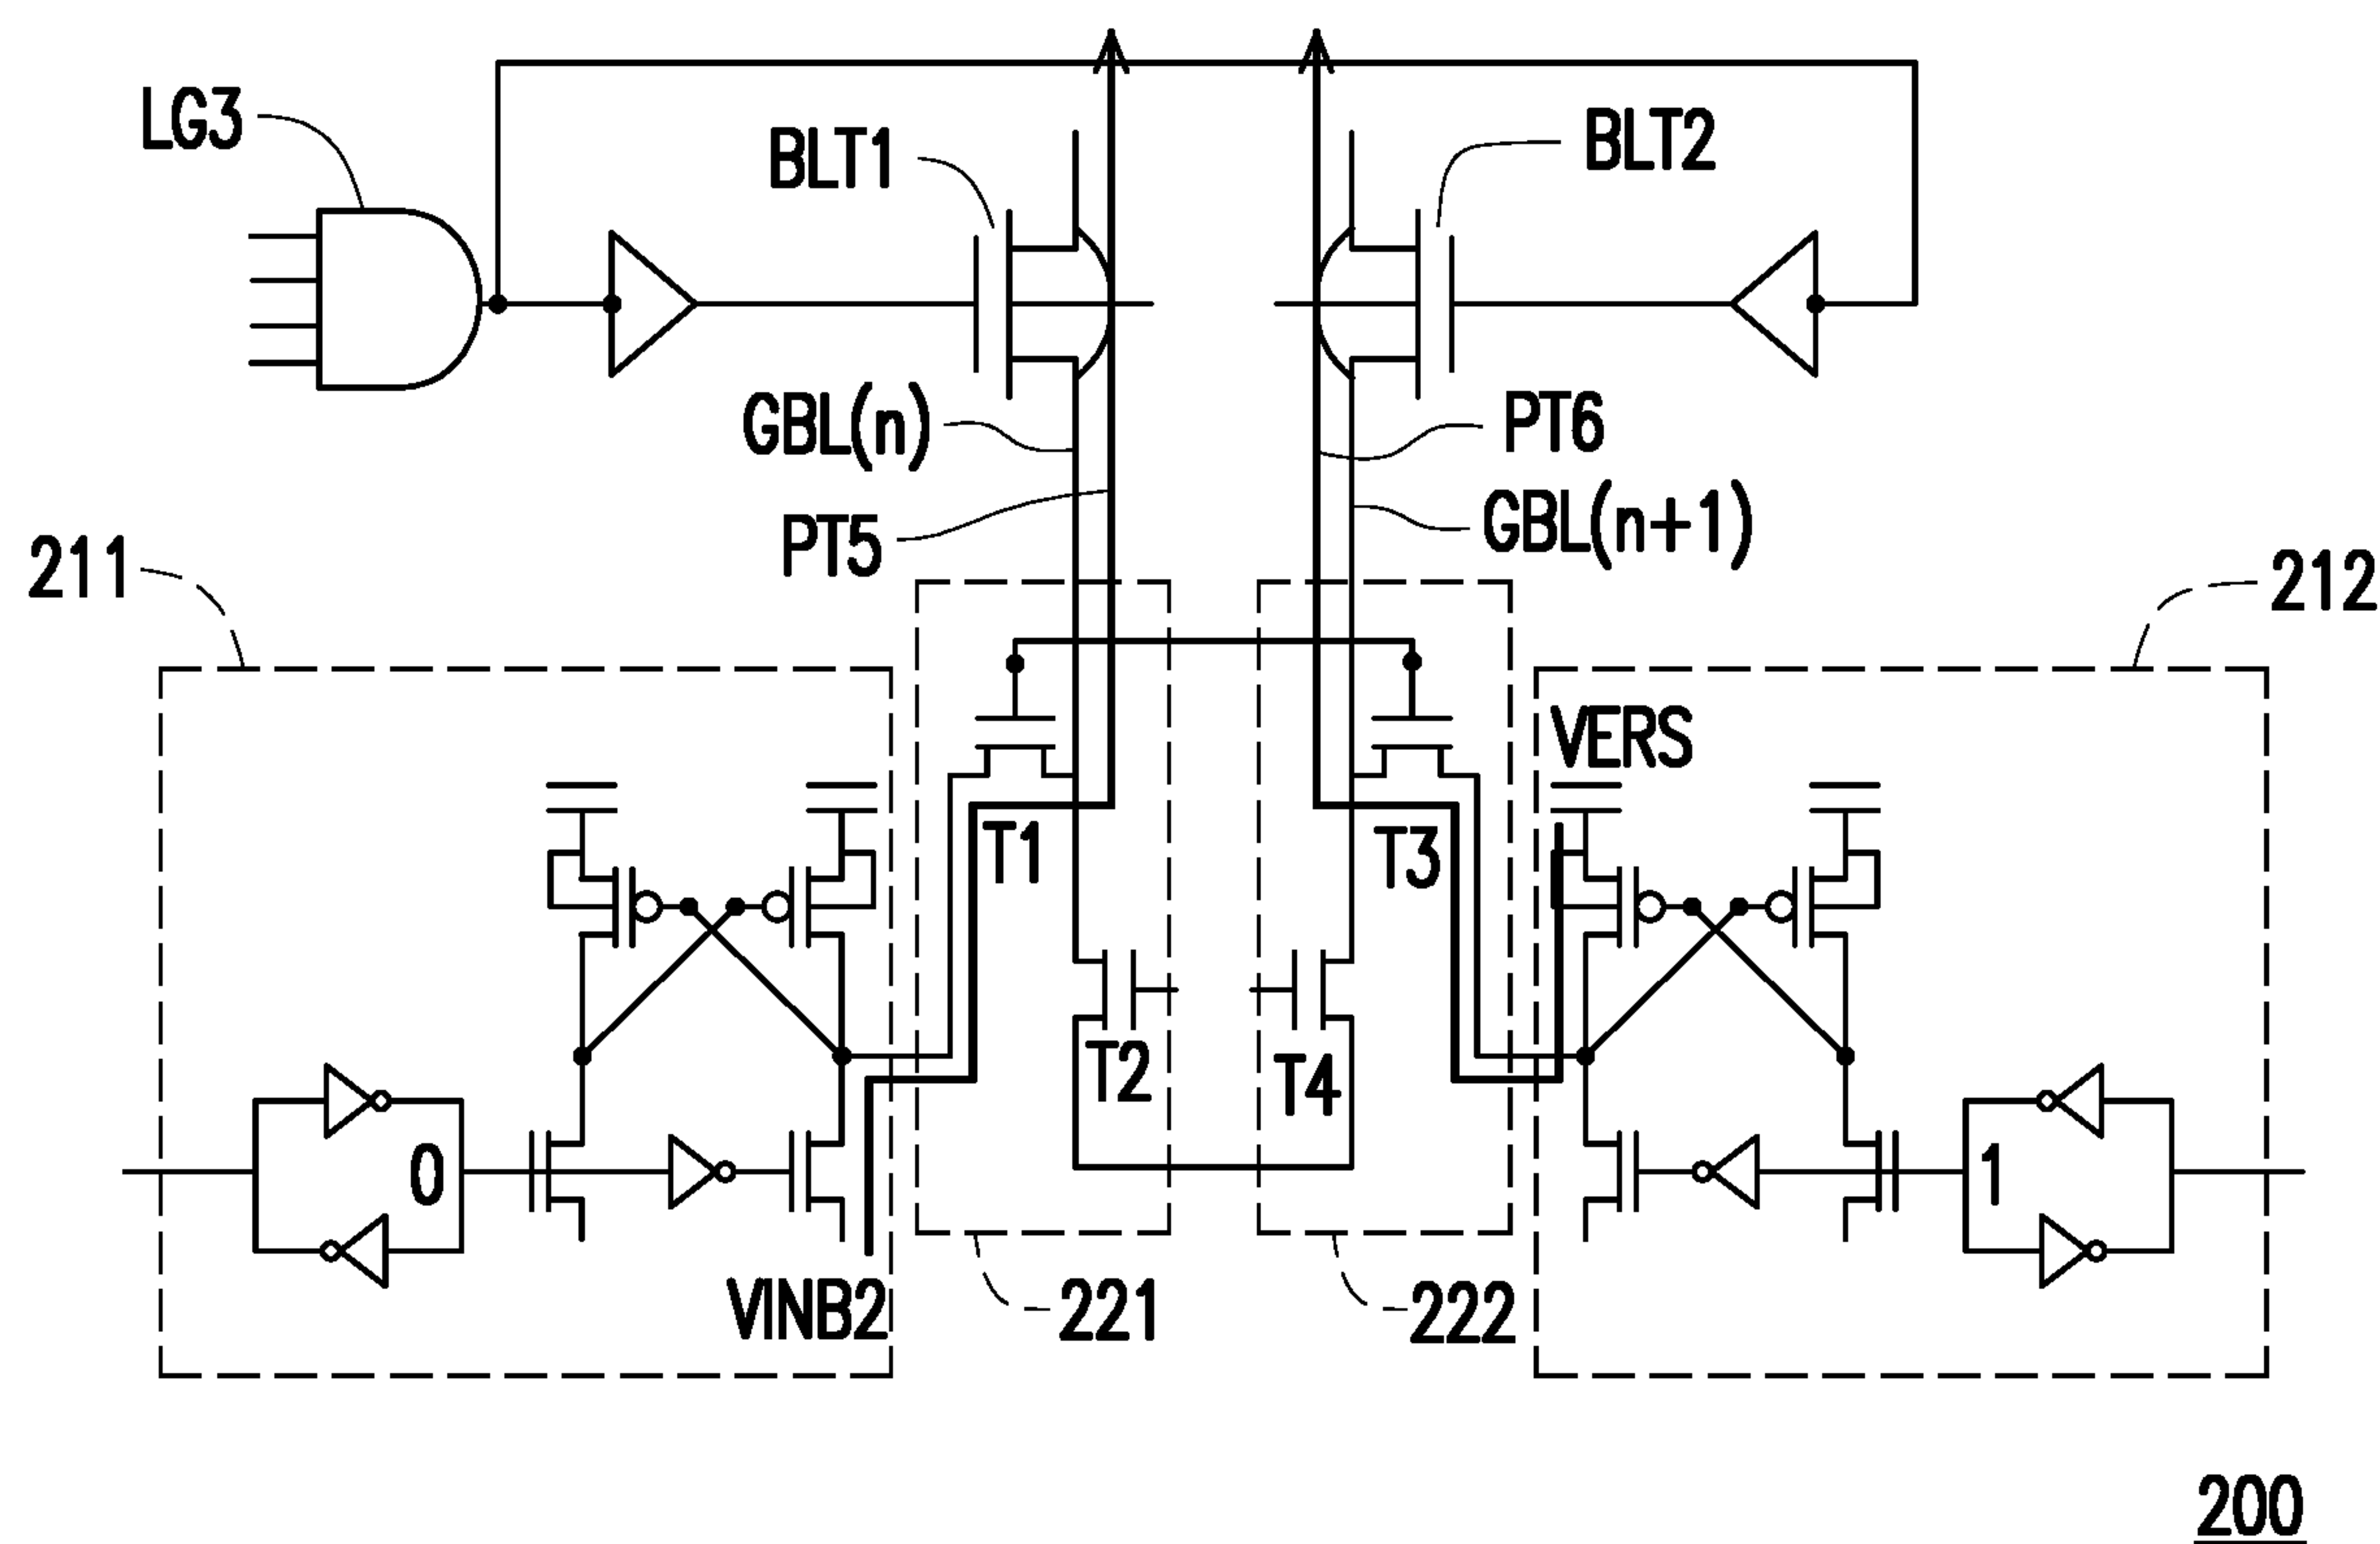 LG3
BLT1
BLT2
GBL(n)
PT6
PT5
GBL(n+1)
211
212
VERS
T1
T3
T2
T4
0
1
VINB2
221
222
200